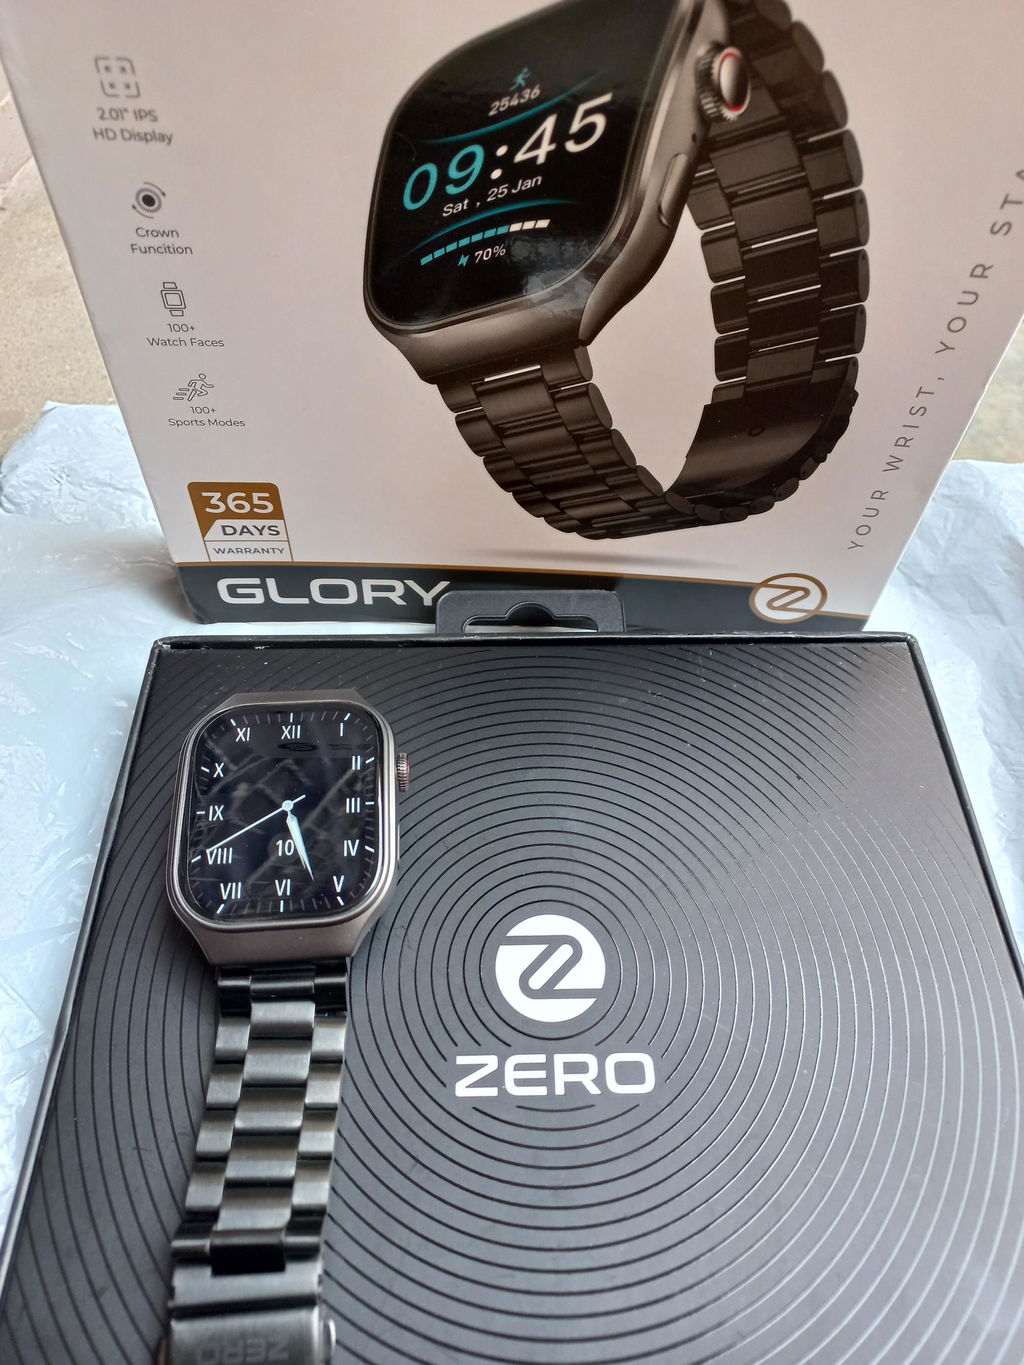 2.01" IPS
HD Display
Crown
Funcition
100+
Watch Faces
100+
Sports Modes
25436
09:45
Sat , 25 Jan
70%
YOUR WRIST, YOUR STA
365
DAYS
WARRANTY
GLORY
XI XII I
X II
IX III
VIII 10 IV
VII VI V
ZERO
ZERO